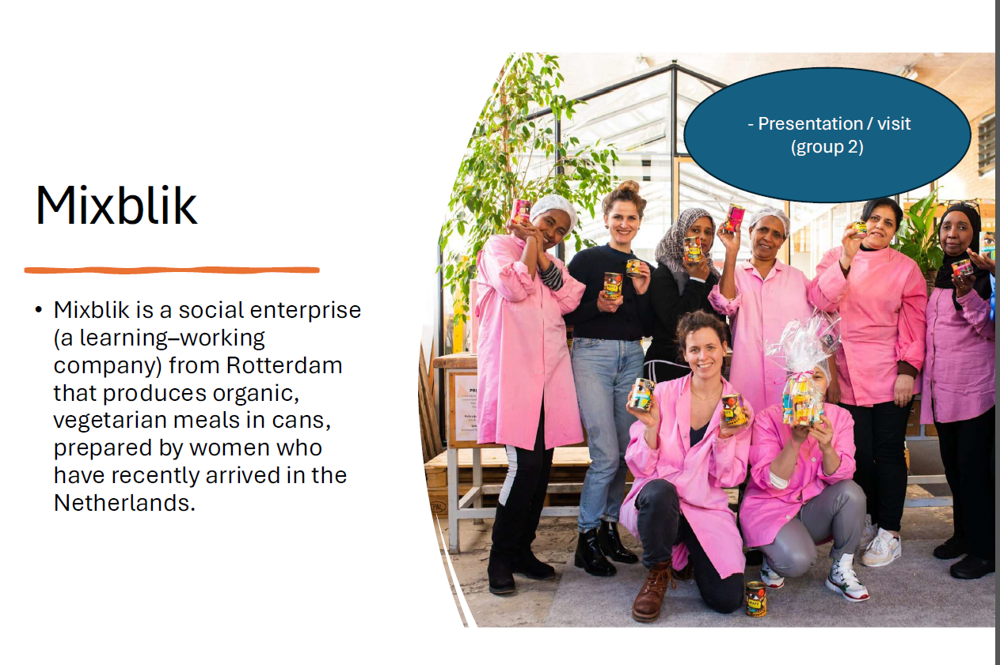 Mixblik
• Mixblik is a social enterprise
(a learning–working
company) from Rotterdam
that produces organic,
vegetarian meals in cans,
prepared by women who
have recently arrived in the
Netherlands.
- Presentation / visit
(group 2)